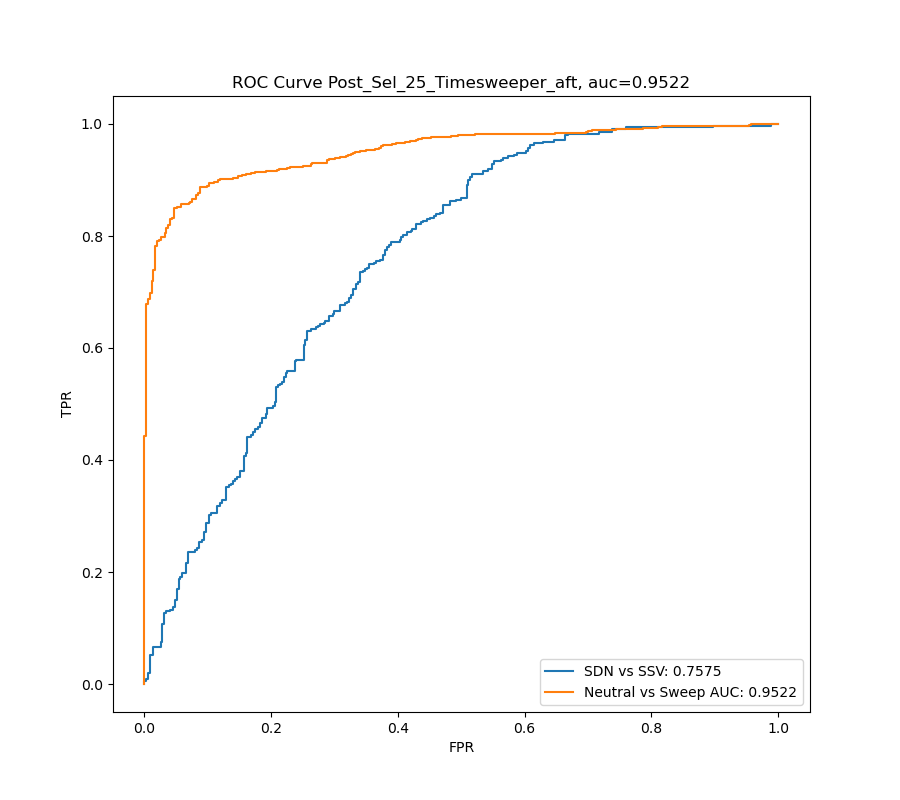 ROC Curve Post_Sel_25_Timesweeper_aft, auc=0.9522
1.0
0.8
0.6
0.4
0.2
0.0
TPR
0.0 0.2 0.4 0.6 0.8 1.0
FPR
SDN vs SSV: 0.7575
Neutral vs Sweep AUC: 0.9522